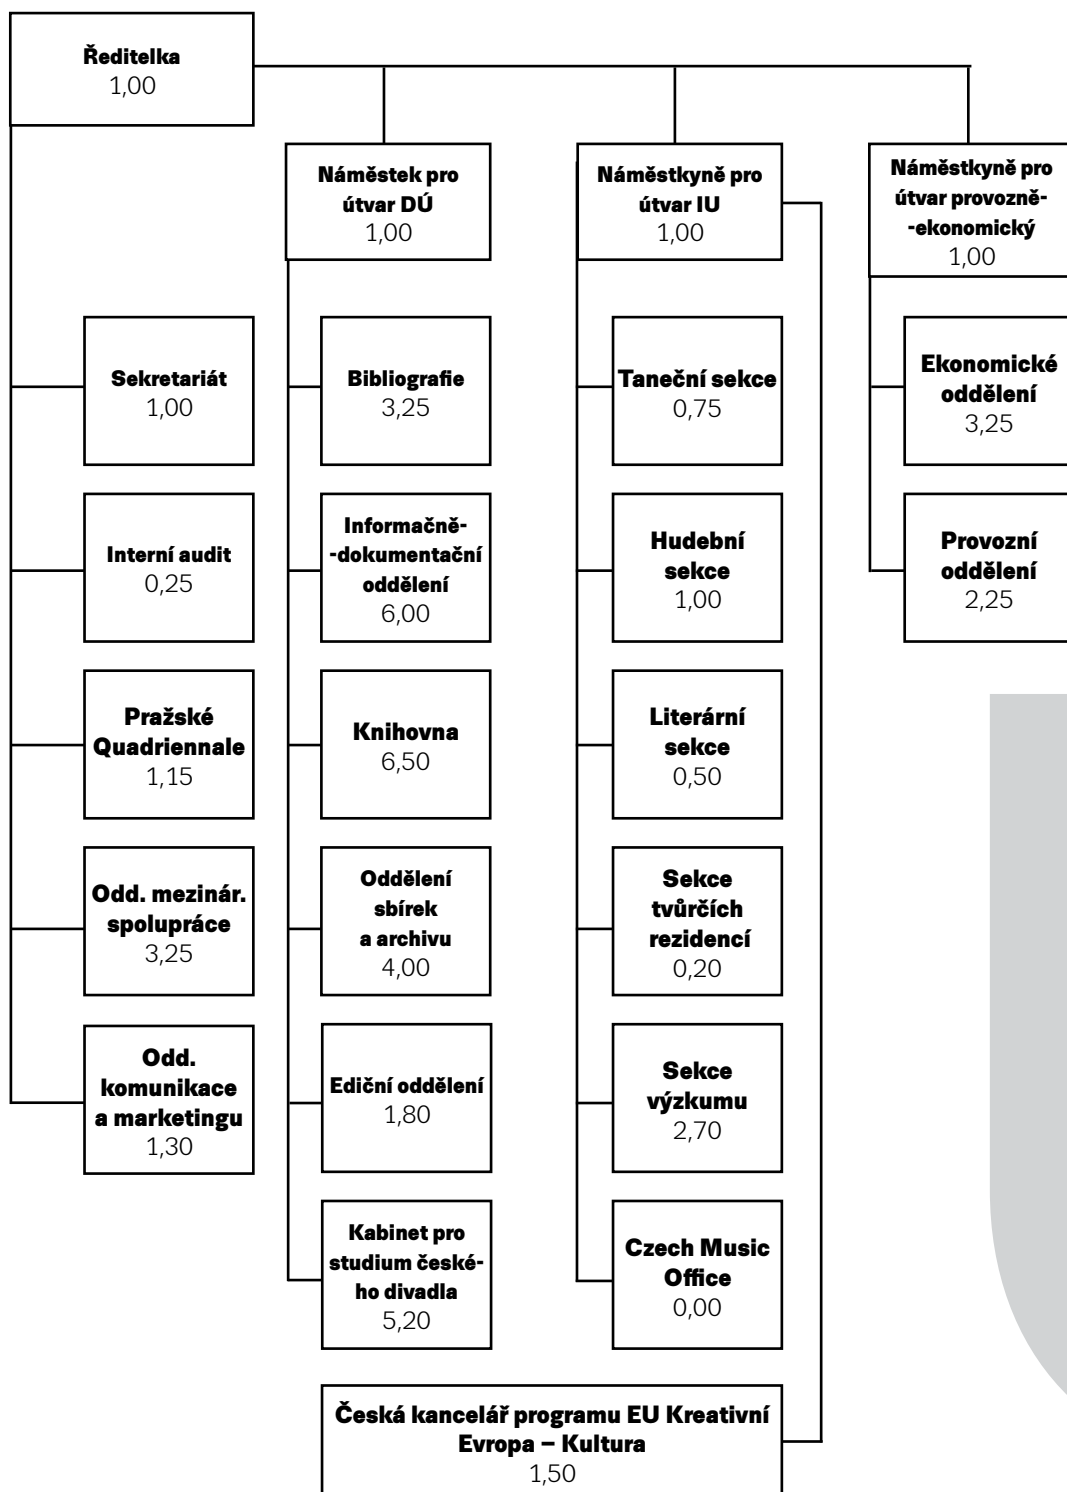 Ředitelka
1,00
Náměstek pro
útvar DÚ
1,00
Náměstkyně pro
útvar IU
1,00
Náměstkyně pro
útvar provozně-
-ekonomický
1,00
Sekretariát
1,00
Interní audit
0,25
Pražské
Quadriennale
1,15
Odd. mezinár.
spolupráce
3,25
Odd.
komunikace
a marketingu
1,30
Bibliografie
3,25
Informačně-
-dokumentační
oddělení
6,00
Knihovna
6,50
Oddělení
sbírek
a archivu
4,00
Ediční oddělení
1,80
Kabinet pro
studium české-
ho divadla
5,20
Taneční sekce
0,75
Hudební
sekce
1,00
Literární
sekce
0,50
Sekce
tvůrčích
rezidencí
0,20
Sekce
výzkumu
2,70
Czech Music
Office
0,00
Česká kancelář programu EU Kreativní
Evropa – Kultura
1,50
Ekonomické
oddělení
3,25
Provozní
oddělení
2,25